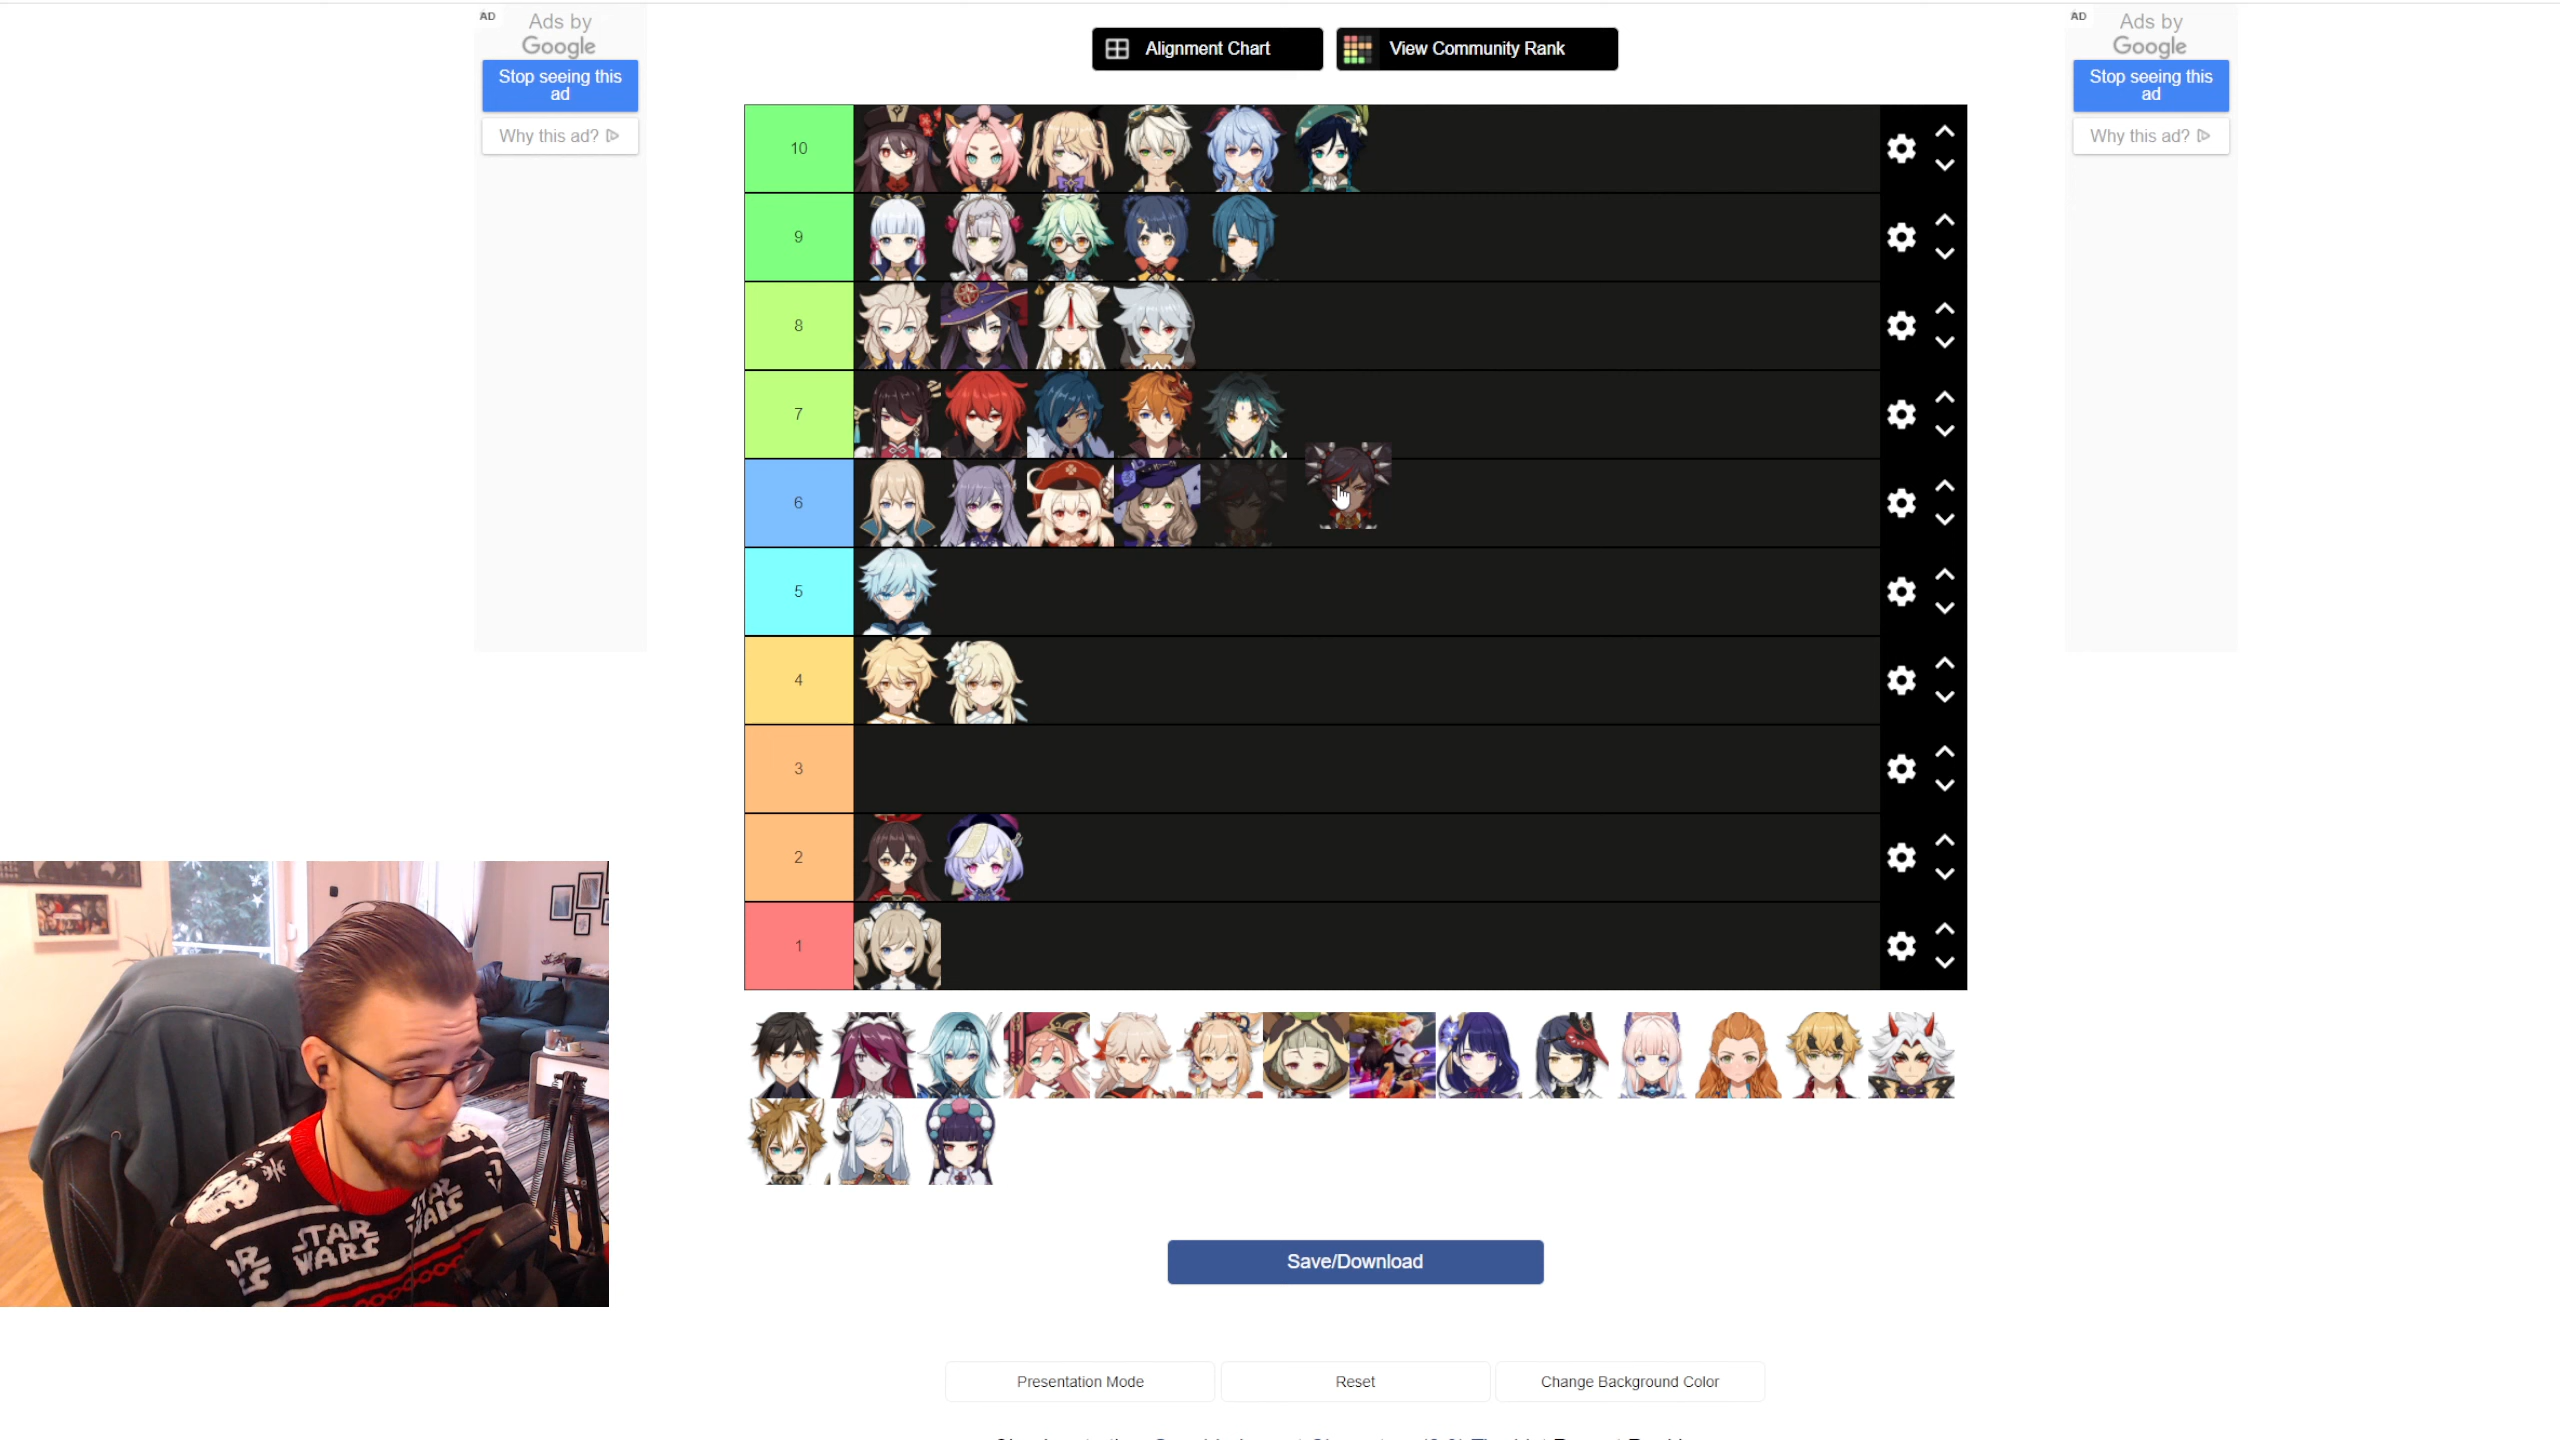 AD
Ads by
Google
Stop seeing this
ad
Why this ad?
Alignment Chart
View Community Rank
AD
Ads by
Google
Stop seeing this
ad
Why this ad?
10
9
8
7
6
5
4
3
2
1
STAR
WARS
Save/Download
Presentation Mode
Reset
Change Background Color